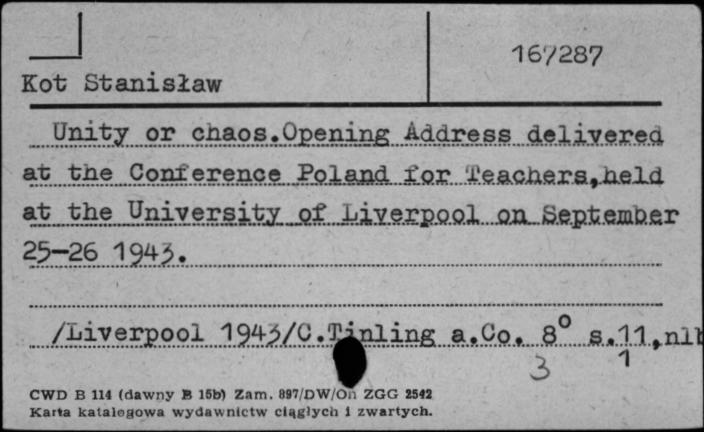 167287
Kot Stanisław
Unity or chaos.Opening Address delivered
at the Conference Poland for Teachers,held
at the University of Liverpool on September
25-26 1943.
/Liverpool 1943/C.Tinling a.Co. 8° s.11,nlb
3 1
CWD B 114 (dawny B 15b) Zam. 897/DW/Oń ZGG 2542
Karta katalogowa wydawnictw ciągłych i zwartych.